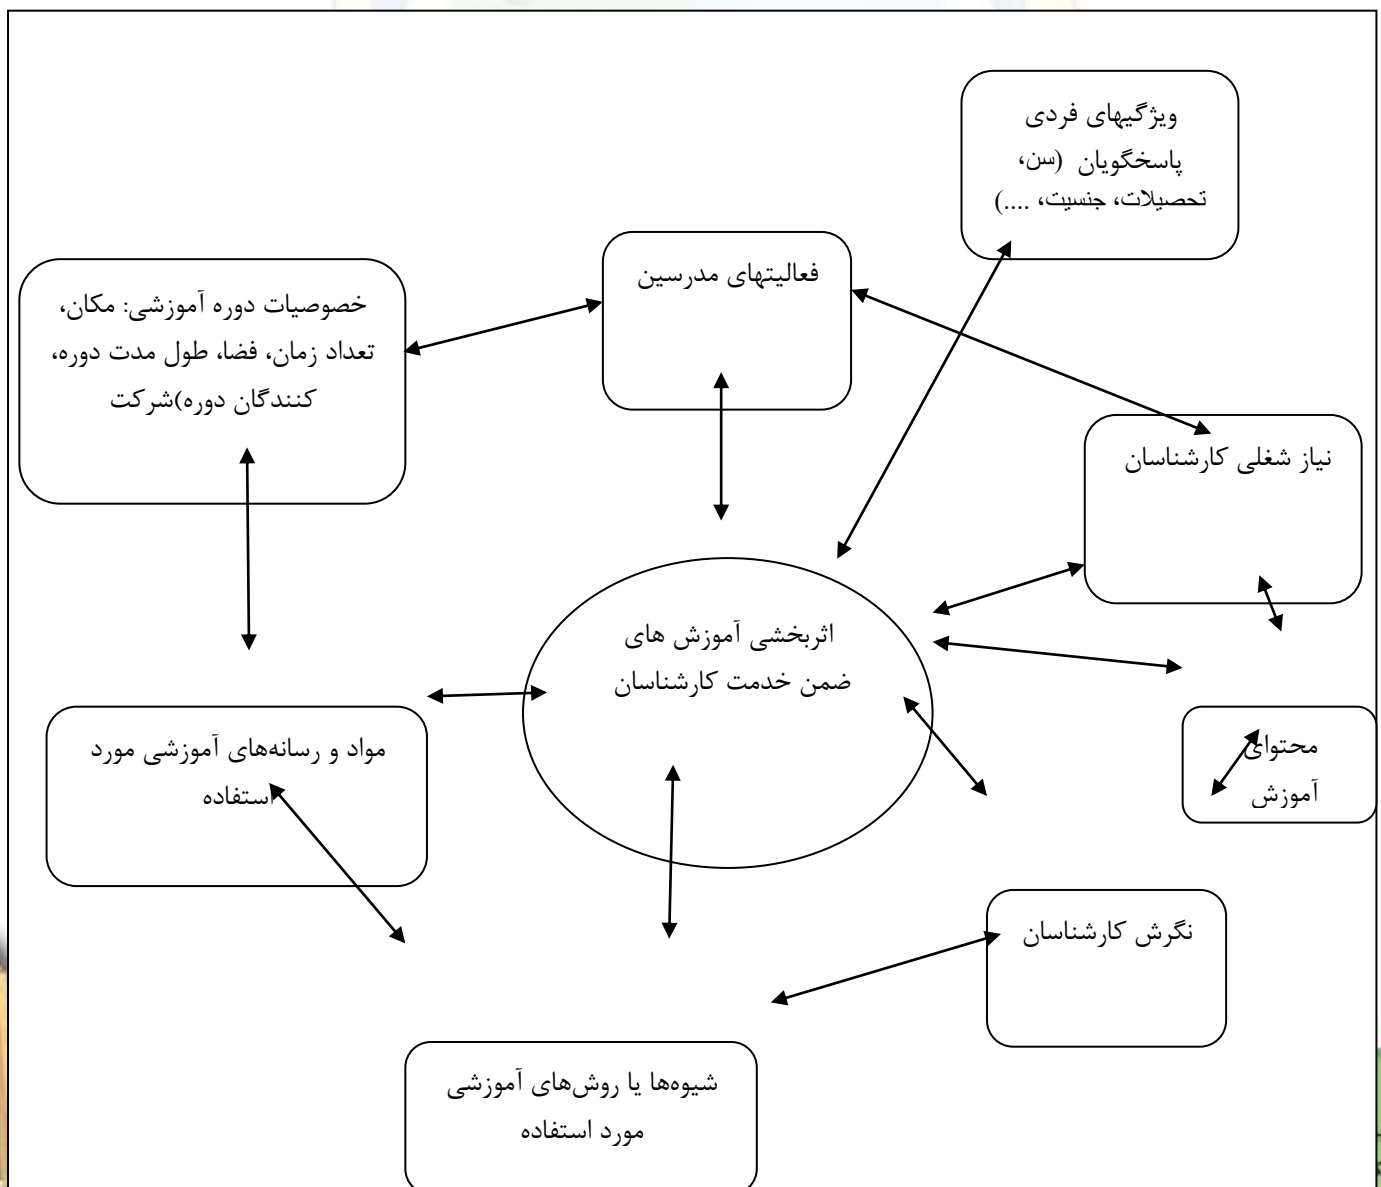 ویژگیهای فردی
پاسخگویان (سن،
تحصیلات، جنسیت، ....)
فعالیتهای مدرسین
خصوصیات دوره آموزشی: مکان،
تعداد زمان، فضا، طول مدت دوره،
کنندگان دوره)شرکت
نیاز شغلی کارشناسان
اثربخشی آموزش های
ضمن خدمت کارشناسان
محتوای
آموزش
مواد و رسانه‌های آموزشی مورد
استفاده
نگرش کارشناسان
شیوه‌ها یا روش‌های آموزشی
مورد استفاده